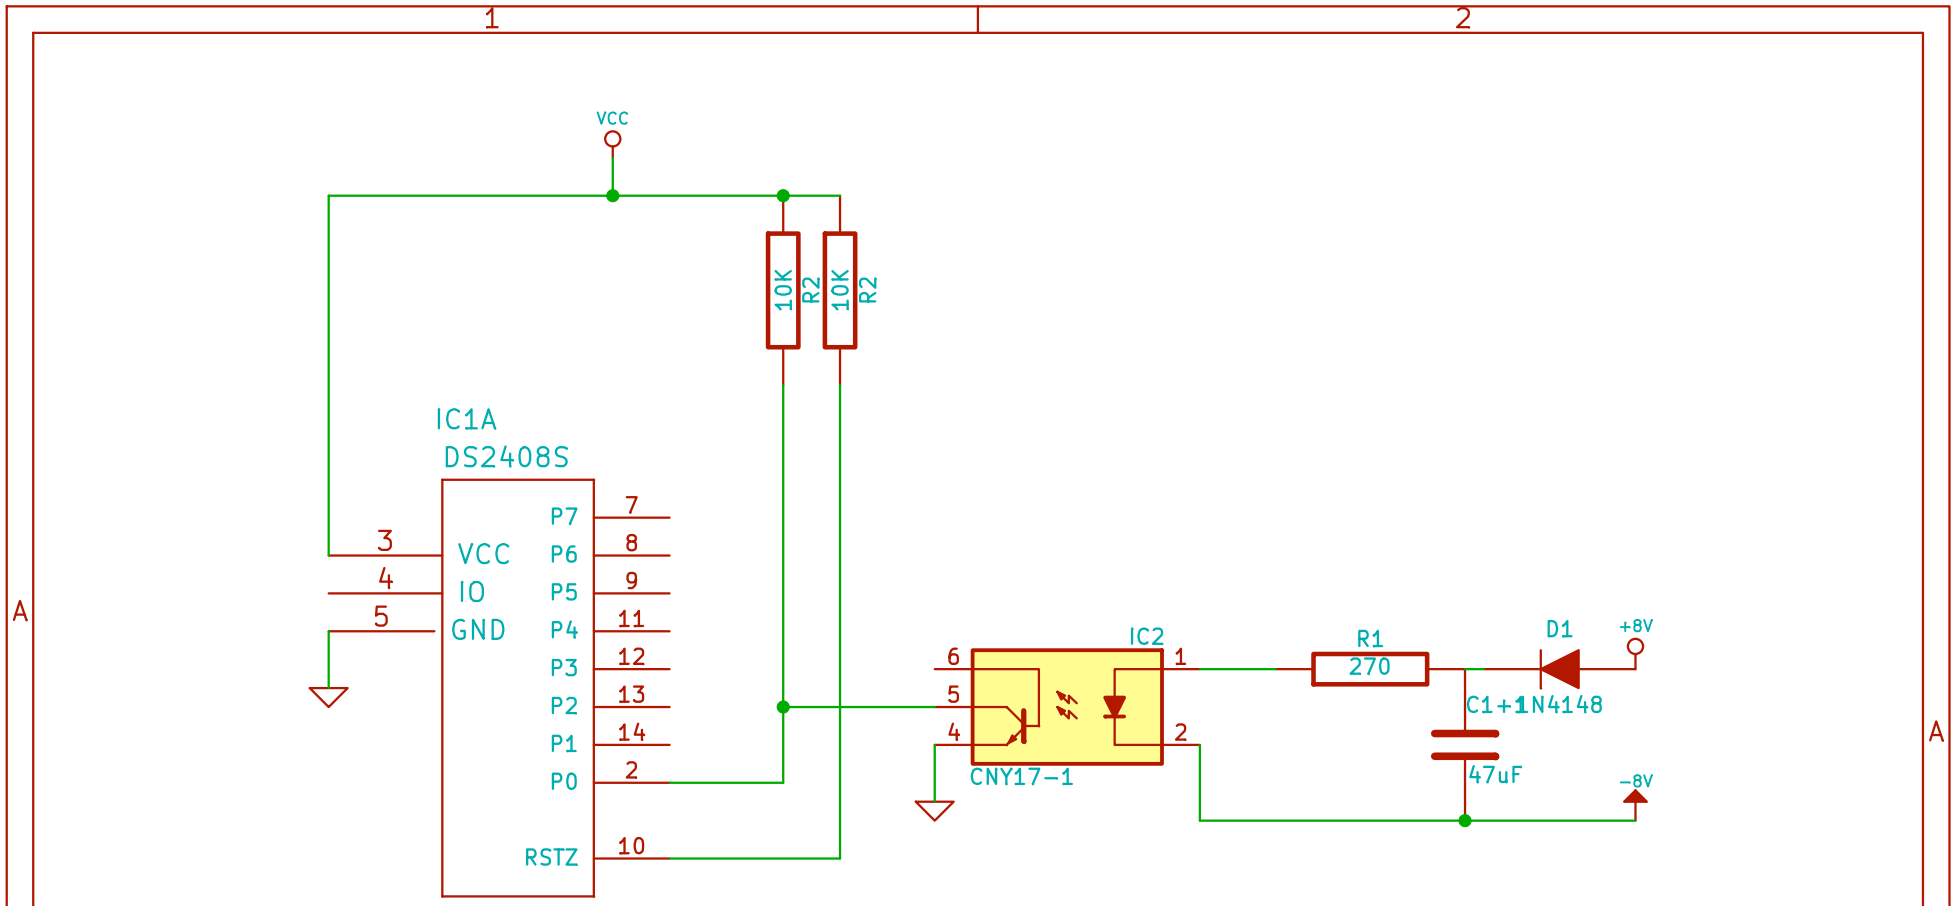 1
2
VCC
10K
R2
10K
R2
IC1A
DS2408S
P7 7
3 VCC P6 8
4 IO P5 9
5 GND P4 11
P3 12
P2 13
P1 14
P0 2
RSTZ 10
A
IC2
6 1
5
4 2
CNY17-1
R1
270
D1
+8V
C1+1
1N4148
47uF
-8V
A